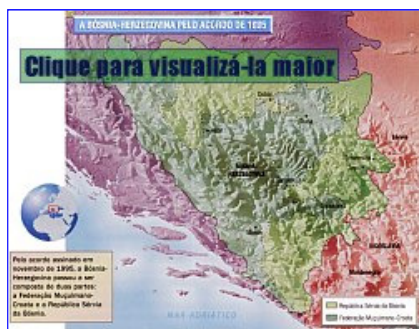 A BÓSNIA-HERZEGOVINA PELO ACORDO DE 1995
Clique para visualizá-la maior
Pelo acordo assinado em
novembro de 1995, a Bósnia-
Herzegovina passou a ser
composta de duas partes:
a Federação Muçulmano-
Croata e a República Sérvia
da Bósnia.
MAR ADRIÁTICO
República Sérvia da Bósnia
Federação Muçulmano-Croata